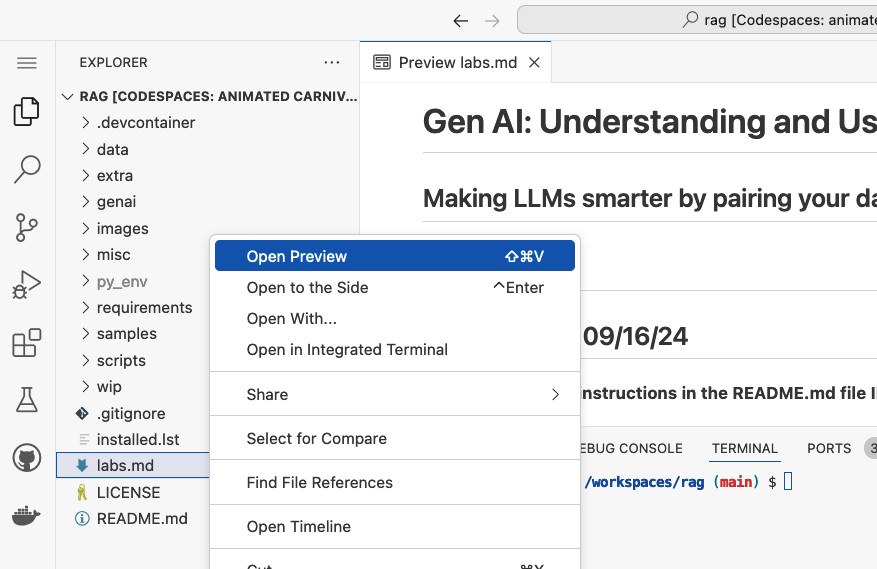 rag [Codespaces: animate
EXPLORER ...
Preview labs.md
RAG [CODESPACES: ANIMATED CARNIV...
.devcontainer
data
extra
genai
images
misc
py_env
requirements
samples
scripts
wip
.gitignore
installed.lst
labs.md
LICENSE
README.md
Gen AI: Understanding and Us
Making LLMs smarter by pairing your da
09/16/24
nstructions in the README.md file
Open Preview ⇧⌘V
Open to the Side ^Enter
Open With...
Open in Integrated Terminal
Share
Select for Compare
Find File References
Open Timeline
Cut ⌘X
EBUG CONSOLE TERMINAL PORTS 3
/workspaces/rag (main) $